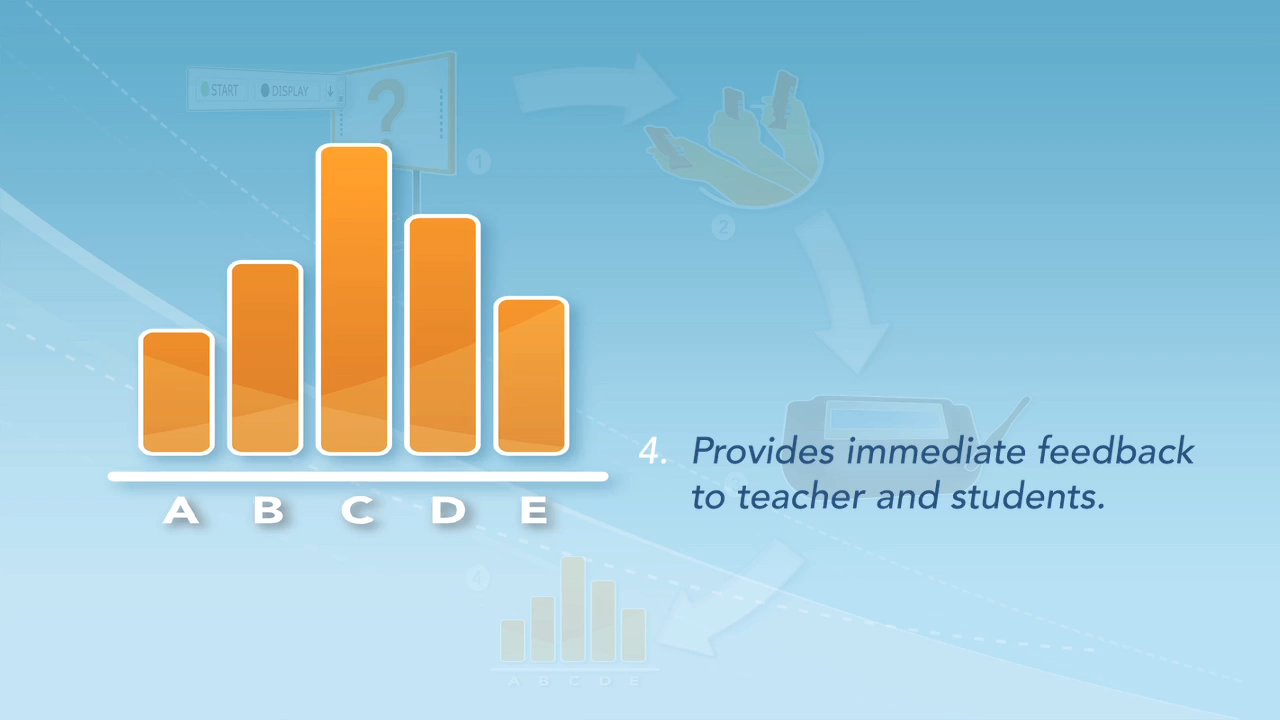 START DISPLAY
?
1
2
A B C D E
4. Provides immediate feedback
to teacher and students.
4
A B C D E